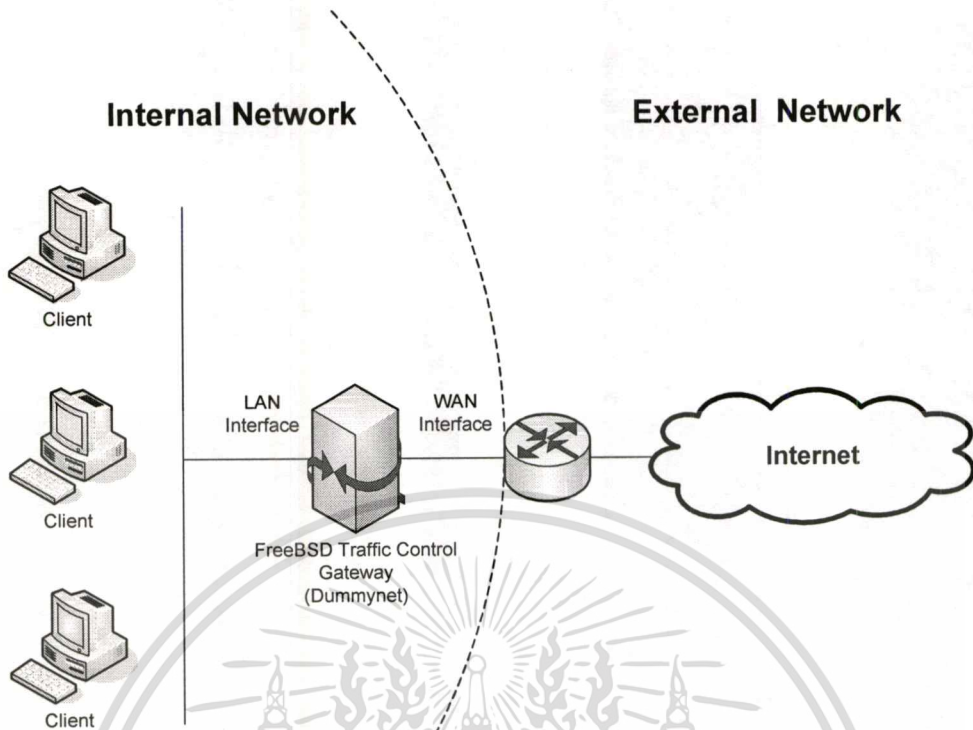 Internal Network
External Network
Client
LAN
Interface
WAN
Interface
Internet
Client
FreeBSD Traffic Control
Gateway
(Dummynet)
Client